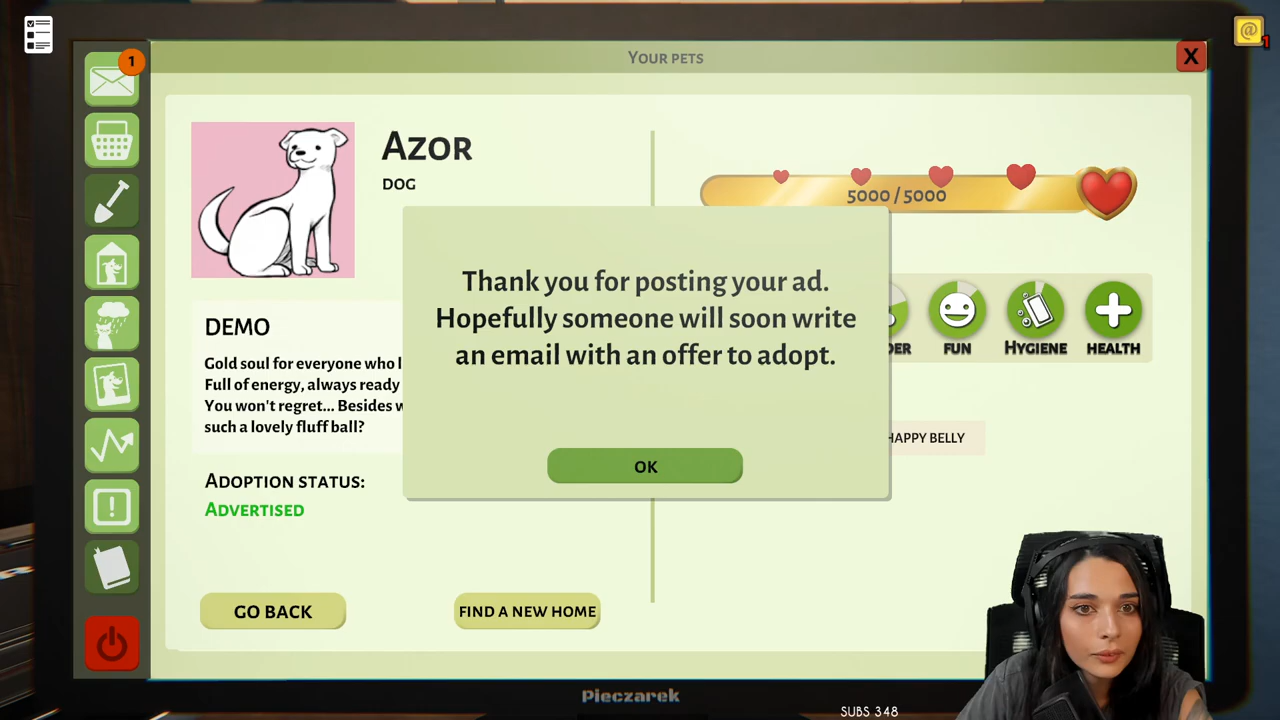 YOUR PETS
X
1
@
1
AZOR
DOG
5000 / 5000
Thank you for posting your ad.
Hopefully someone will soon write
an email with an offer to adopt.
OK
DEMO
Gold soul for everyone who
Full of energy, always ready
You won't regret... Besides
such a lovely fluff ball?
ADOPTION STATUS:
ADVERTISED
FUN
HYGIENE
HEALTH
HAPPY BELLY
GO BACK
FIND A NEW HOME
Pieczarek
SUBS 348